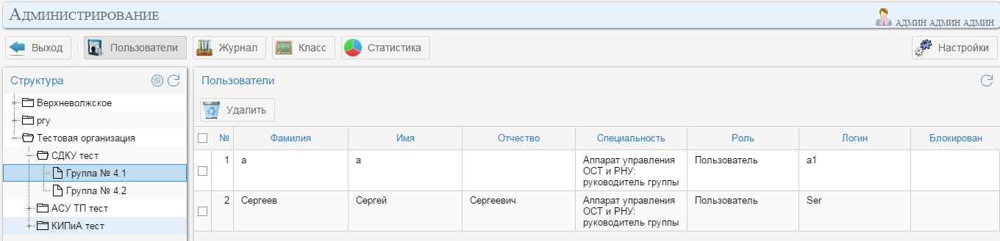 Администрирование
админ админ админ
Выход
Пользователи
Журнал
Класс
Статистика
Настройки
Структура
Верхневолжское
ргу
Тестовая организация
СДКУ тест
Группа № 4.1
Группа № 4.2
АСУ ТП тест
КИПиА тест
Пользователи
Удалить
№ Фамилия Имя Отчество Специальность Роль Логин Блокирован
1 а а Аппарат управления Пользователь a1
ОСТ и РНУ:
руководитель группы
2 Сергеев Сергей Сергеевич Аппарат управления Пользователь Ser
ОСТ и РНУ:
руководитель группы